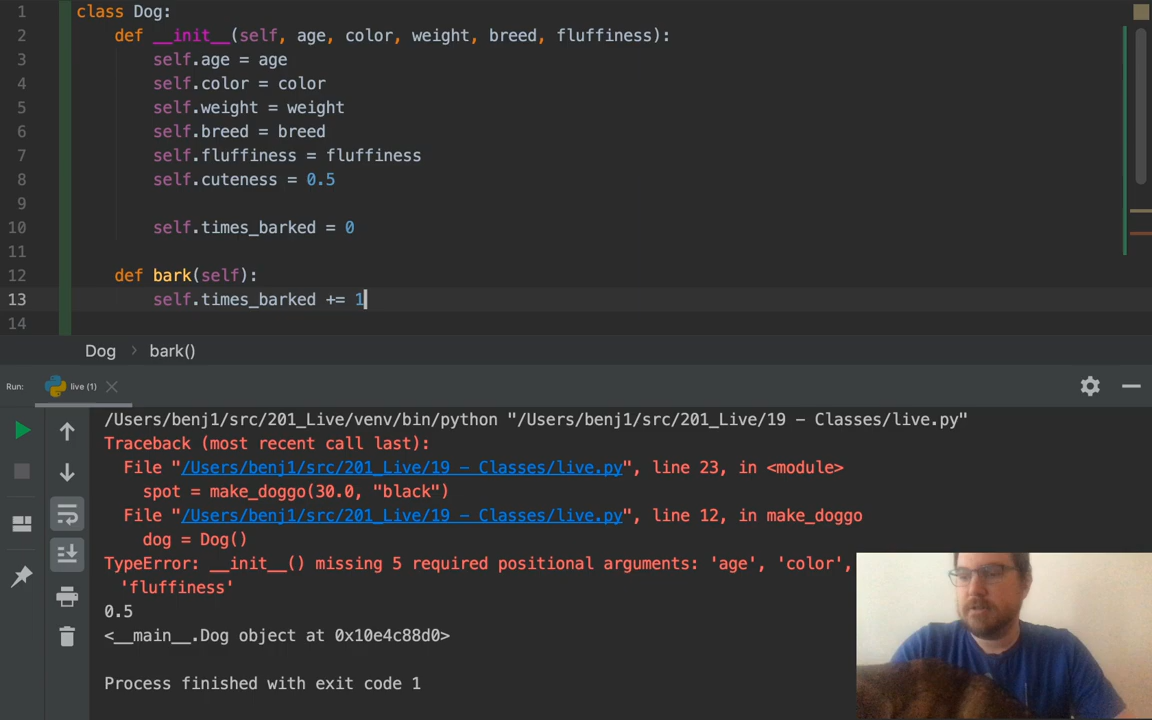 1 class Dog:
2 def __init__(self, age, color, weight, breed, fluffiness):
3 self.age = age
4 self.color = color
5 self.weight = weight
6 self.breed = breed
7 self.fluffiness = fluffiness
8 self.cuteness = 0.5
9
10 self.times_barked = 0
11
12 def bark(self):
13 self.times_barked += 1
14
Dog › bark()
Run: live (1)
/Users/benj1/src/201_Live/venv/bin/python "/Users/benj1/src/201_Live/19 – Classes/live.py"
Traceback (most recent call last):
File "/Users/benj1/src/201_Live/19 – Classes/live.py", line 23, in <module>
spot = make_doggo(30.0, "black")
File "/Users/benj1/src/201_Live/19 – Classes/live.py", line 12, in make_doggo
dog = Dog()
TypeError: __init__() missing 5 required positional arguments: 'age', 'color',
'fluffiness'
0.5
<__main__.Dog object at 0x10e4c88d0>
Process finished with exit code 1